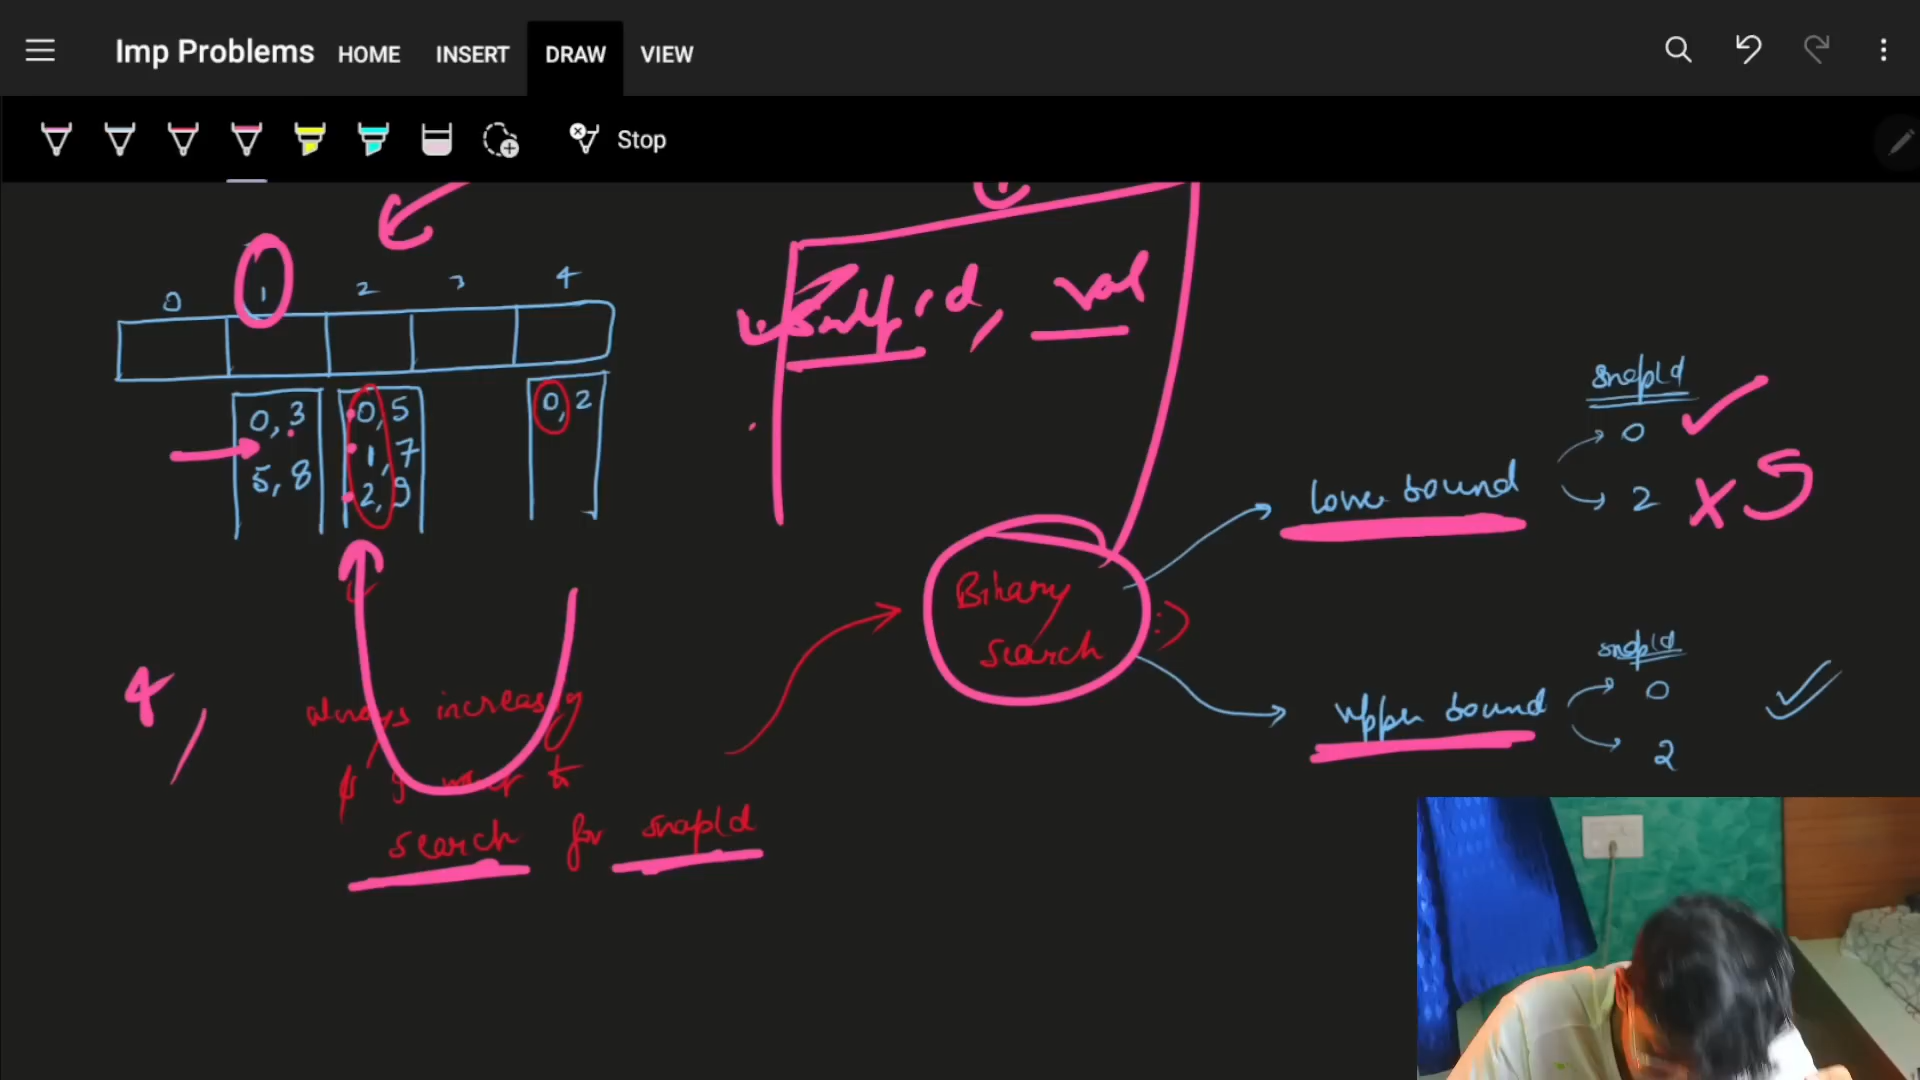 Imp Problems HOME INSERT DRAW VIEW
Stop
0 1 2 3 4
0, 3
5, 8
0, 5
1, 7
2, 9
0, 2
val
Binary
search
:)
lower bound
snapId
0
2
5
upper bound
snapId
0
2
4,
always increasing
search for snapId